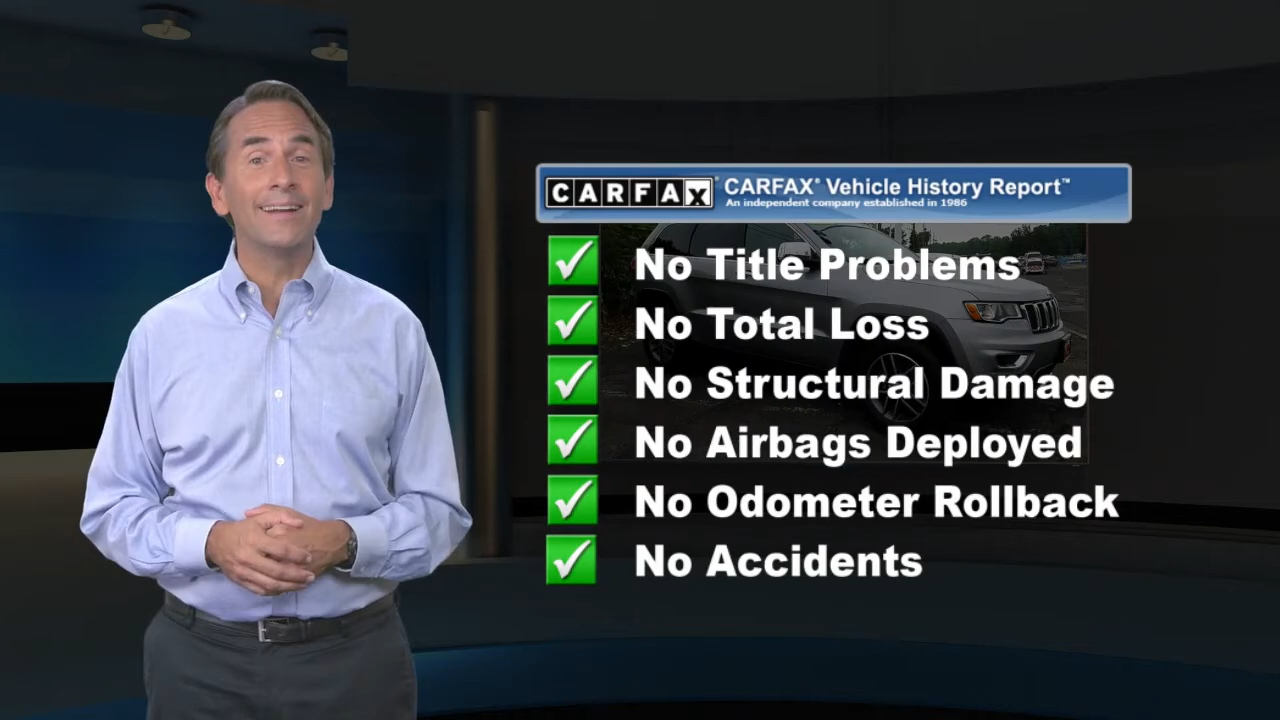 CARFAX
CARFAX® Vehicle History Report™
An independent company established in 1986
No Title Problems
No Total Loss
No Structural Damage
No Airbags Deployed
No Odometer Rollback
No Accidents